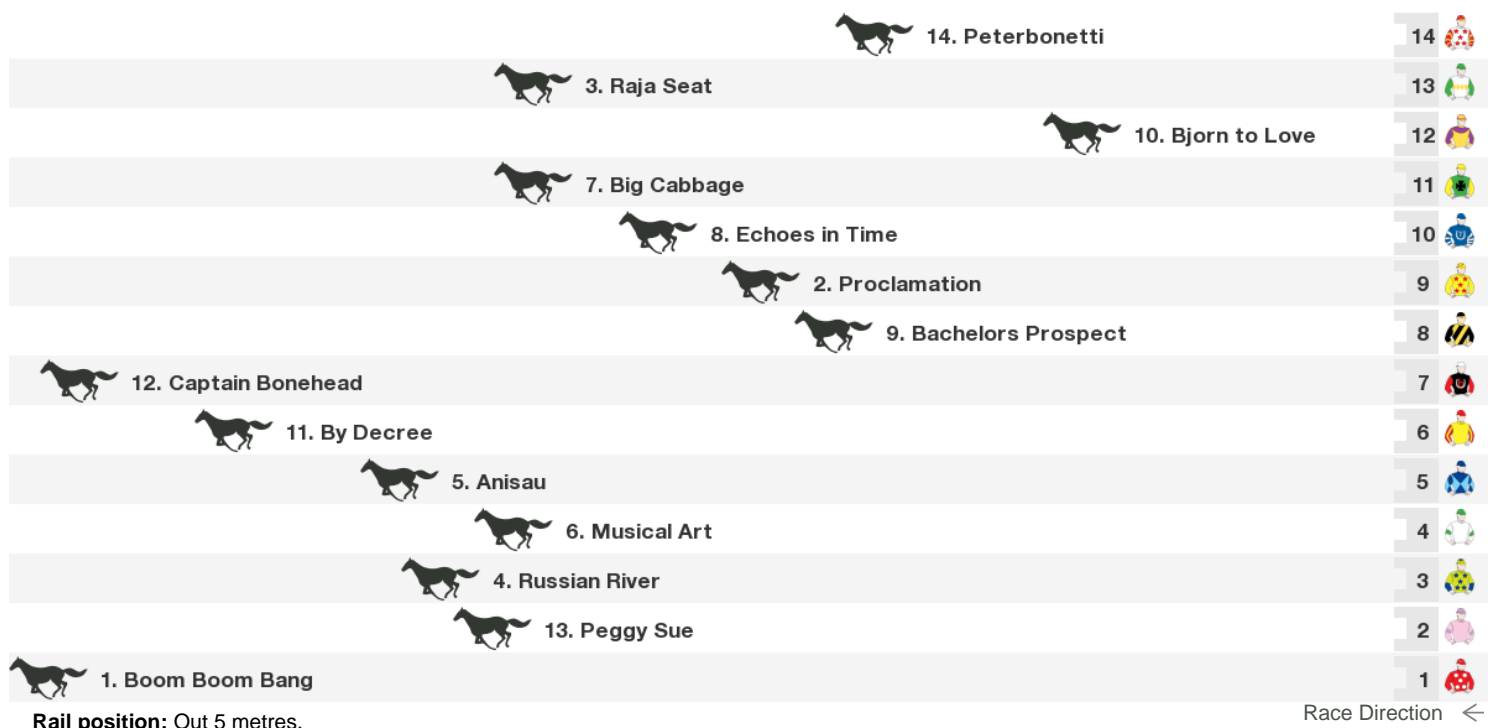 14. Peterbonetti 14
3. Raja Seat 13
10. Bjorn to Love 12
7. Big Cabbage 11
8. Echoes in Time 10
2. Proclamation 9
9. Bachelors Prospect 8
12. Captain Bonehead 7
11. By Decree 6
5. Anisau 5
6. Musical Art 4
4. Russian River 3
13. Peggy Sue 2
1. Boom Boom Bang 1
Race Direction
Rail position: Out 5 metres.